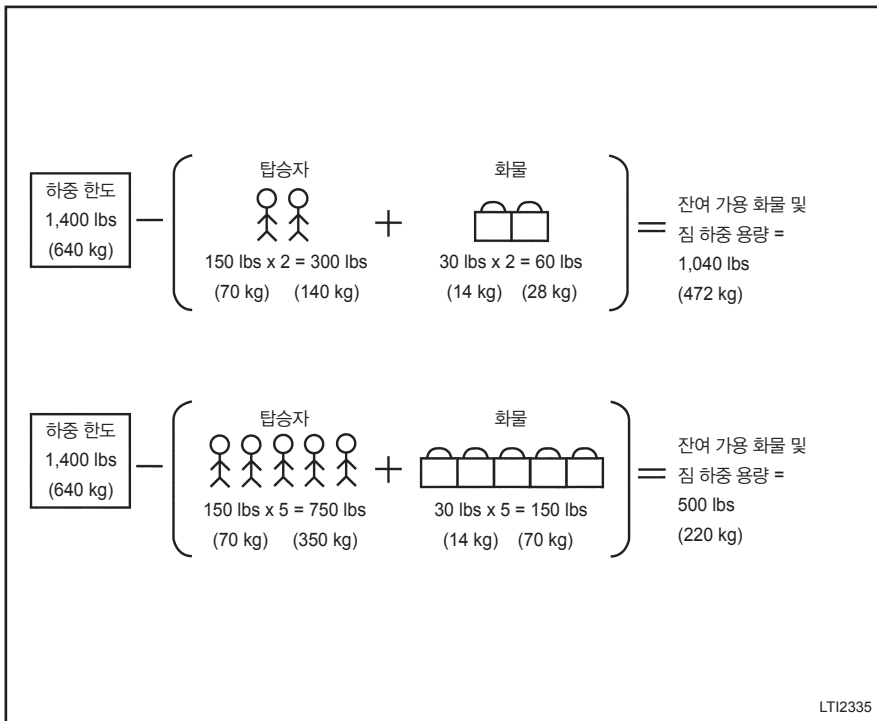 탑승자
화물
하중 한도
1,400 lbs
(640 kg)
150 lbs x 2 = 300 lbs
(70 kg) (140 kg)
30 lbs x 2 = 60 lbs
(14 kg) (28 kg)
잔여 가용 화물 및
짐 하중 용량 =
1,040 lbs
(472 kg)
탑승자
화물
하중 한도
1,400 lbs
(640 kg)
150 lbs x 5 = 750 lbs
(70 kg) (350 kg)
30 lbs x 5 = 150 lbs
(14 kg) (70 kg)
잔여 가용 화물 및
짐 하중 용량 =
500 lbs
(220 kg)
LTI2335